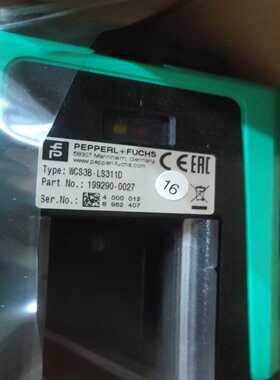 PEPPERL+FUCHS
68307 Mannheim, Germany
www.pepperl-fuchs.com
CE EAC
Type: WCS3B-LS311D
Part No.: 199290-0027
16
Ser.No.: 4 000 012
8 962 407